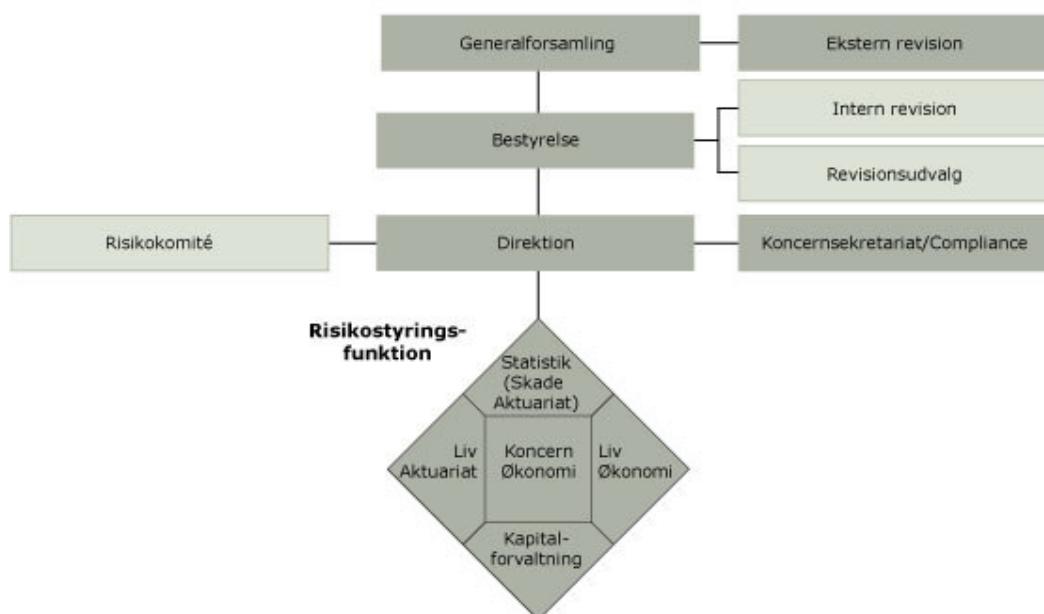 Generalforsamling
Ekstern revision
Intern revision
Bestyrelse
Revisionsudvalg
Risikokomité
Direktion
Koncernsekretariat/Compliance
Risikostyrings-
funktion
Statistik
(Skade
Aktuariat)
Liv
Aktuariat
Koncern
Økonomi
Liv
Økonomi
Kapital-
forvaltning